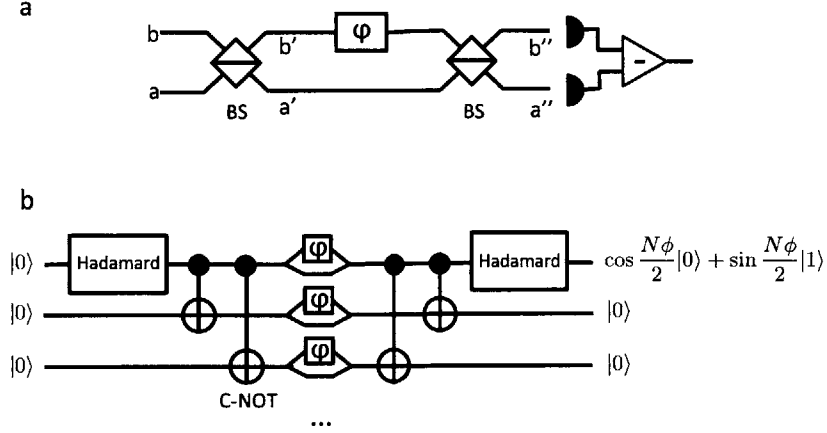 a
b b' φ b''
a BS a' BS a'' -
b
|0⟩ Hadamard φ Hadamard cos Nϕ/2 |0⟩ + sin Nϕ/2 |1⟩
|0⟩ φ |0⟩
|0⟩ φ |0⟩
C-NOT
...